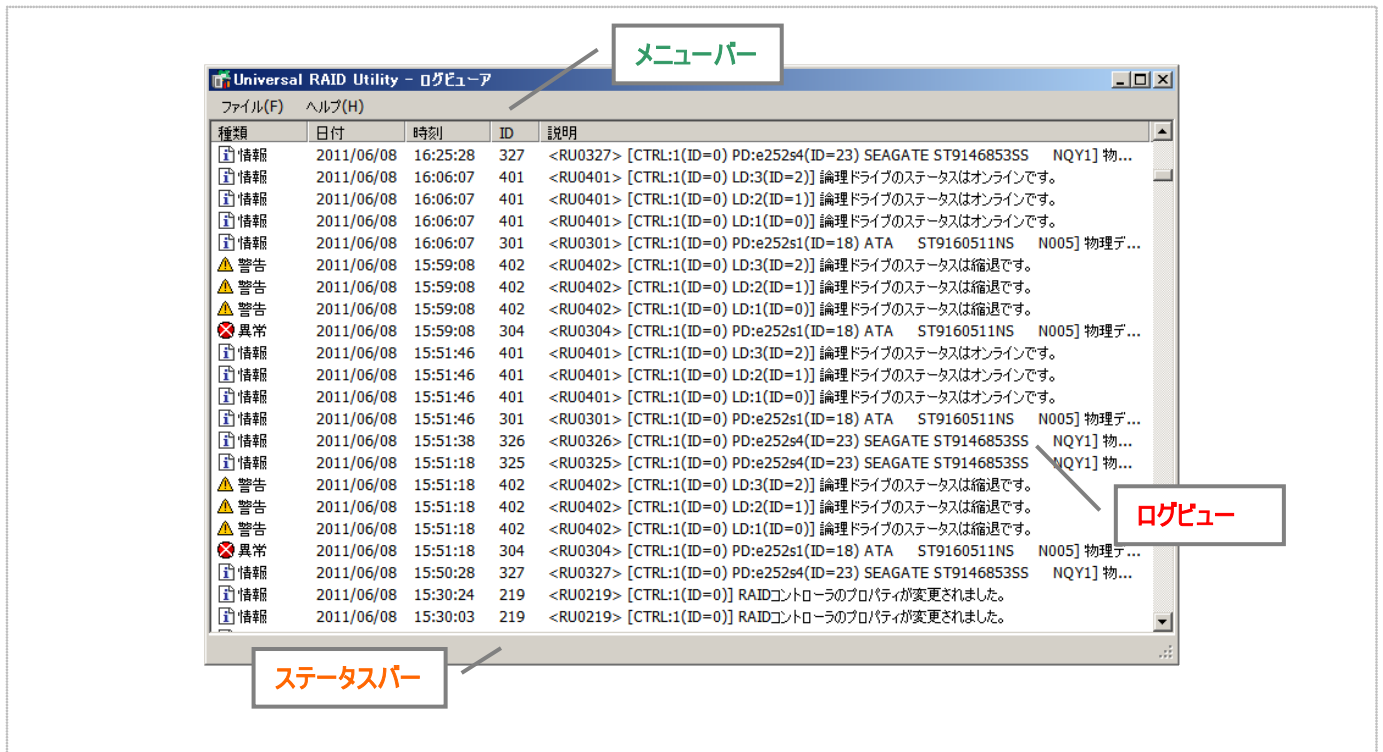 メニューバー
Universal RAID Utility - ログビューア
ファイル(F) ヘルプ(H)
種類 日付 時刻 ID 説明
情報 2011/06/08 16:25:28 327 <RU0327> [CTRL:1(ID=0) PD:e252s4(ID=23) SEAGATE ST9146853SS NQY1] 物...
情報 2011/06/08 16:06:07 401 <RU0401> [CTRL:1(ID=0) LD:3(ID=2)] 論理ドライブのステータスはオンラインです。
情報 2011/06/08 16:06:07 401 <RU0401> [CTRL:1(ID=0) LD:2(ID=1)] 論理ドライブのステータスはオンラインです。
情報 2011/06/08 16:06:07 401 <RU0401> [CTRL:1(ID=0) LD:1(ID=0)] 論理ドライブのステータスはオンラインです。
情報 2011/06/08 16:06:07 301 <RU0301> [CTRL:1(ID=0) PD:e252s1(ID=18) ATA ST9160511NS N005] 物理デ...
警告 2011/06/08 15:59:08 402 <RU0402> [CTRL:1(ID=0) LD:3(ID=2)] 論理ドライブのステータスは縮退です。
警告 2011/06/08 15:59:08 402 <RU0402> [CTRL:1(ID=0) LD:2(ID=1)] 論理ドライブのステータスは縮退です。
警告 2011/06/08 15:59:08 402 <RU0402> [CTRL:1(ID=0) LD:1(ID=0)] 論理ドライブのステータスは縮退です。
異常 2011/06/08 15:59:08 304 <RU0304> [CTRL:1(ID=0) PD:e252s1(ID=18) ATA ST9160511NS N005] 物理デ...
情報 2011/06/08 15:51:46 401 <RU0401> [CTRL:1(ID=0) LD:3(ID=2)] 論理ドライブのステータスはオンラインです。
情報 2011/06/08 15:51:46 401 <RU0401> [CTRL:1(ID=0) LD:2(ID=1)] 論理ドライブのステータスはオンラインです。
情報 2011/06/08 15:51:46 401 <RU0401> [CTRL:1(ID=0) LD:1(ID=0)] 論理ドライブのステータスはオンラインです。
情報 2011/06/08 15:51:46 301 <RU0301> [CTRL:1(ID=0) PD:e252s1(ID=18) ATA ST9160511NS N005] 物理デ...
情報 2011/06/08 15:51:38 326 <RU0326> [CTRL:1(ID=0) PD:e252s4(ID=23) SEAGATE ST9146853SS NQY1] 物...
情報 2011/06/08 15:51:18 325 <RU0325> [CTRL:1(ID=0) PD:e252s4(ID=23) SEAGATE ST9146853SS NQY1] 物...
警告 2011/06/08 15:51:18 402 <RU0402> [CTRL:1(ID=0) LD:3(ID=2)] 論理ドライブのステータスは縮退です。
警告 2011/06/08 15:51:18 402 <RU0402> [CTRL:1(ID=0) LD:2(ID=1)] 論理ドライブのステータスは縮退です。
警告 2011/06/08 15:51:18 402 <RU0402> [CTRL:1(ID=0) LD:1(ID=0)] 論理ドライブのステータスは縮退です。
異常 2011/06/08 15:51:18 304 <RU0304> [CTRL:1(ID=0) PD:e252s1(ID=18) ATA ST9160511NS N005] 物理デ...
情報 2011/06/08 15:50:28 327 <RU0327> [CTRL:1(ID=0) PD:e252s4(ID=23) SEAGATE ST9146853SS NQY1] 物...
情報 2011/06/08 15:30:24 219 <RU0219> [CTRL:1(ID=0)] RAIDコントローラのプロパティが変更されました。
情報 2011/06/08 15:30:03 219 <RU0219> [CTRL:1(ID=0)] RAIDコントローラのプロパティが変更されました。
ログビュー
ステータスバー